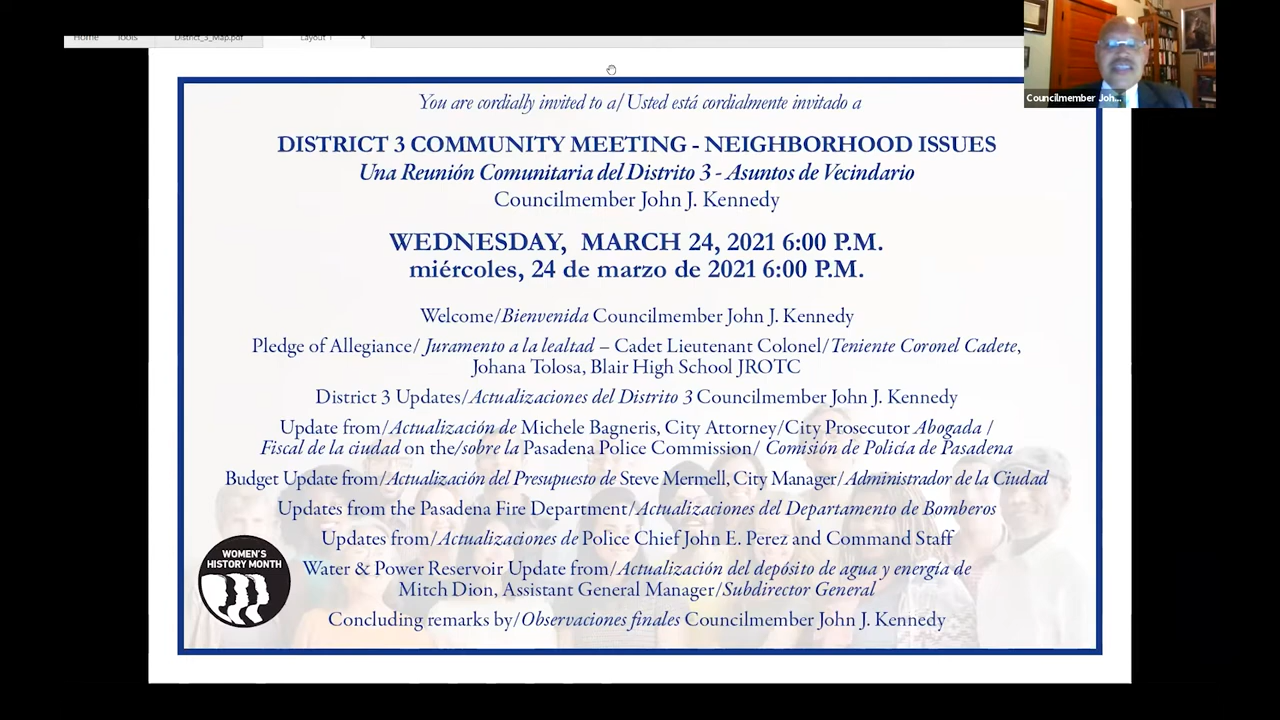 Home Tools District_3_Map.pdf Layout 1 ×
Councilmember Joh...
You are cordially invited to a/ Usted está cordialmente invitado a
DISTRICT 3 COMMUNITY MEETING - NEIGHBORHOOD ISSUES
Una Reunión Comunitaria del Distrito 3 - Asuntos de Vecindario
Councilmember John J. Kennedy
WEDNESDAY, MARCH 24, 2021 6:00 P.M.
miércoles, 24 de marzo de 2021 6:00 P.M.
Welcome/Bienvenida Councilmember John J. Kennedy
Pledge of Allegiance/ Juramento a la lealtad – Cadet Lieutenant Colonel/Teniente Coronel Cadete,
Johana Tolosa, Blair High School JROTC
District 3 Updates/Actualizaciones del Distrito 3 Councilmember John J. Kennedy
Update from/Actualización de Michele Bagneris, City Attorney/City Prosecutor Abogada /
Fiscal de la ciudad on the/sobre la Pasadena Police Commission/ Comisión de Policía de Pasadena
Budget Update from/Actualización del Presupuesto de Steve Mermell, City Manager/Administrador de la Ciudad
Updates from the Pasadena Fire Department/Actualizaciones del Departamento de Bomberos
Updates from/Actualizaciones de Police Chief John E. Perez and Command Staff
Water & Power Reservoir Update from/Actualización del depósito de agua y energía de
Mitch Dion, Assistant General Manager/Subdirector General
Concluding remarks by/Observaciones finales Councilmember John J. Kennedy
WOMEN'S
HISTORY MONTH